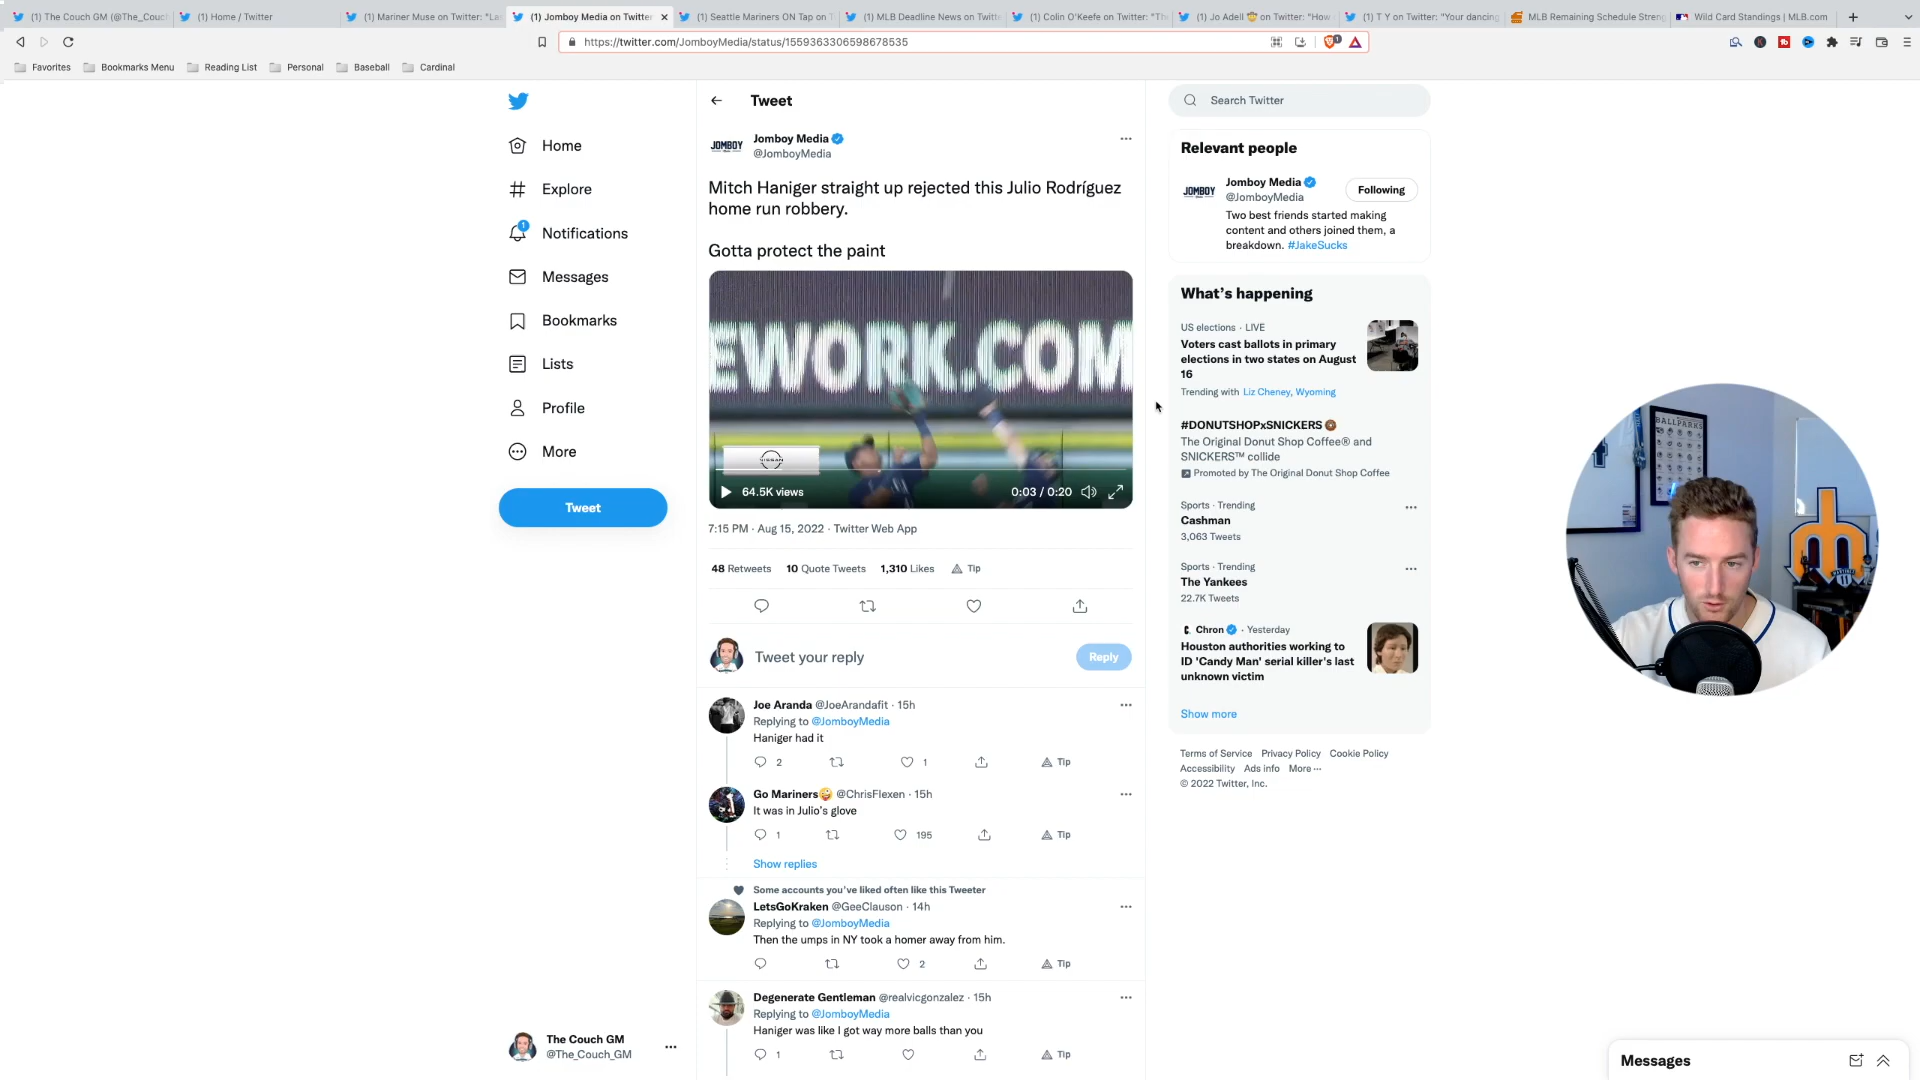 (1) The Couch GM (@The_Couc
(1) Home / Twitter
(1) Mariner Muse on Twitter: "Las
(1) Jomboy Media on Twitter
(1) Seattle Mariners ON Tap on T
(1) MLB Deadline News on Twitte
(1) Colin O'Keefe on Twitter: "Th
(1) Jo Adell 🤠 on Twitter: "How
(1) T Y on Twitter: "Your dancing
MLB Remaining Schedule Streng
Wild Card Standings | MLB.com
https://twitter.com/JomboyMedia/status/1559363306598678535
Favorites
Bookmarks Menu
Reading List
Personal
Baseball
Cardinal
Home
Explore
1
Notifications
Messages
Bookmarks
Lists
Profile
More
Tweet
The Couch GM
@The_Couch_GM
Tweet
JOMBOY
Jomboy Media
@JomboyMedia
Mitch Haniger straight up rejected this Julio Rodríguez
home run robbery.
Gotta protect the paint
EWORK.COM
NISSAN
64.5K views
0:03 / 0:20
7:15 PM · Aug 15, 2022 · Twitter Web App
48 Retweets 10 Quote Tweets 1,310 Likes Tip
Tweet your reply
Reply
Joe Aranda @JoeArandafit · 15h
Replying to @JomboyMedia
Haniger had it
2 1 Tip
Go Mariners🤪 @ChrisFlexen · 15h
It was in Julio's glove
1 195 Tip
Show replies
Some accounts you've liked often like this Tweeter
LetsGoKraken @GeeClauson · 14h
Replying to @JomboyMedia
Then the umps in NY took a homer away from him.
2 Tip
Degenerate Gentleman @realvicgonzalez · 15h
Replying to @JomboyMedia
Haniger was like I got way more balls than you
1 Tip
Search Twitter
Relevant people
JOMBOY
Jomboy Media
@JomboyMedia
Following
Two best friends started making
content and others joined them, a
breakdown. #JakeSucks
What's happening
US elections · LIVE
Voters cast ballots in primary
elections in two states on August
16
Trending with Liz Cheney, Wyoming
#DONUTSHOPxSNICKERS🍩
The Original Donut Shop Coffee® and
SNICKERS™ collide
Promoted by The Original Donut Shop Coffee
Sports · Trending
Cashman
3,063 Tweets
Sports · Trending
The Yankees
22.7K Tweets
Chron · Yesterday
Houston authorities working to
ID 'Candy Man' serial killer's last
unknown victim
Show more
Terms of Service Privacy Policy Cookie Policy
Accessibility Ads info More ···
© 2022 Twitter, Inc.
BALLPARKS
Messages